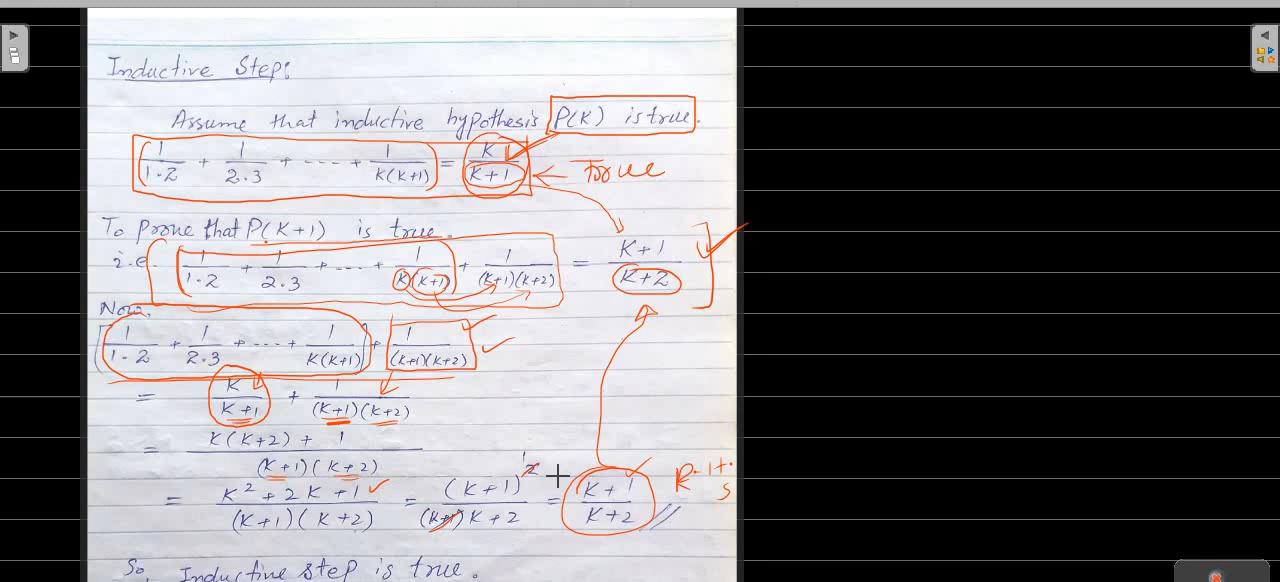 Inductive Step:
Assume that inductive hypothesis P(K) is true.
1/1·2 + 1/2·3 + ---- + 1/K(K+1) = K/K+1 ← True
To prove that P(K+1) is true.
i.e. 1/1·2 + 1/2·3 + ---- + 1/K(K+1) + 1/(K+1)(K+2) = K+1/K+2
Now,
[1/1·2 + 1/2·3 + ---- + 1/K(K+1)] + 1/(K+1)(K+2)
= K/K+1 + 1/(K+1)(K+2)
= K(K+2) + 1/(K+1)(K+2)
= K² + 2K + 1/(K+1)(K+2) = (K+1)²/(K+1)K+2 = K+1/K+2 // R·H·S
So, Inductive step is true.